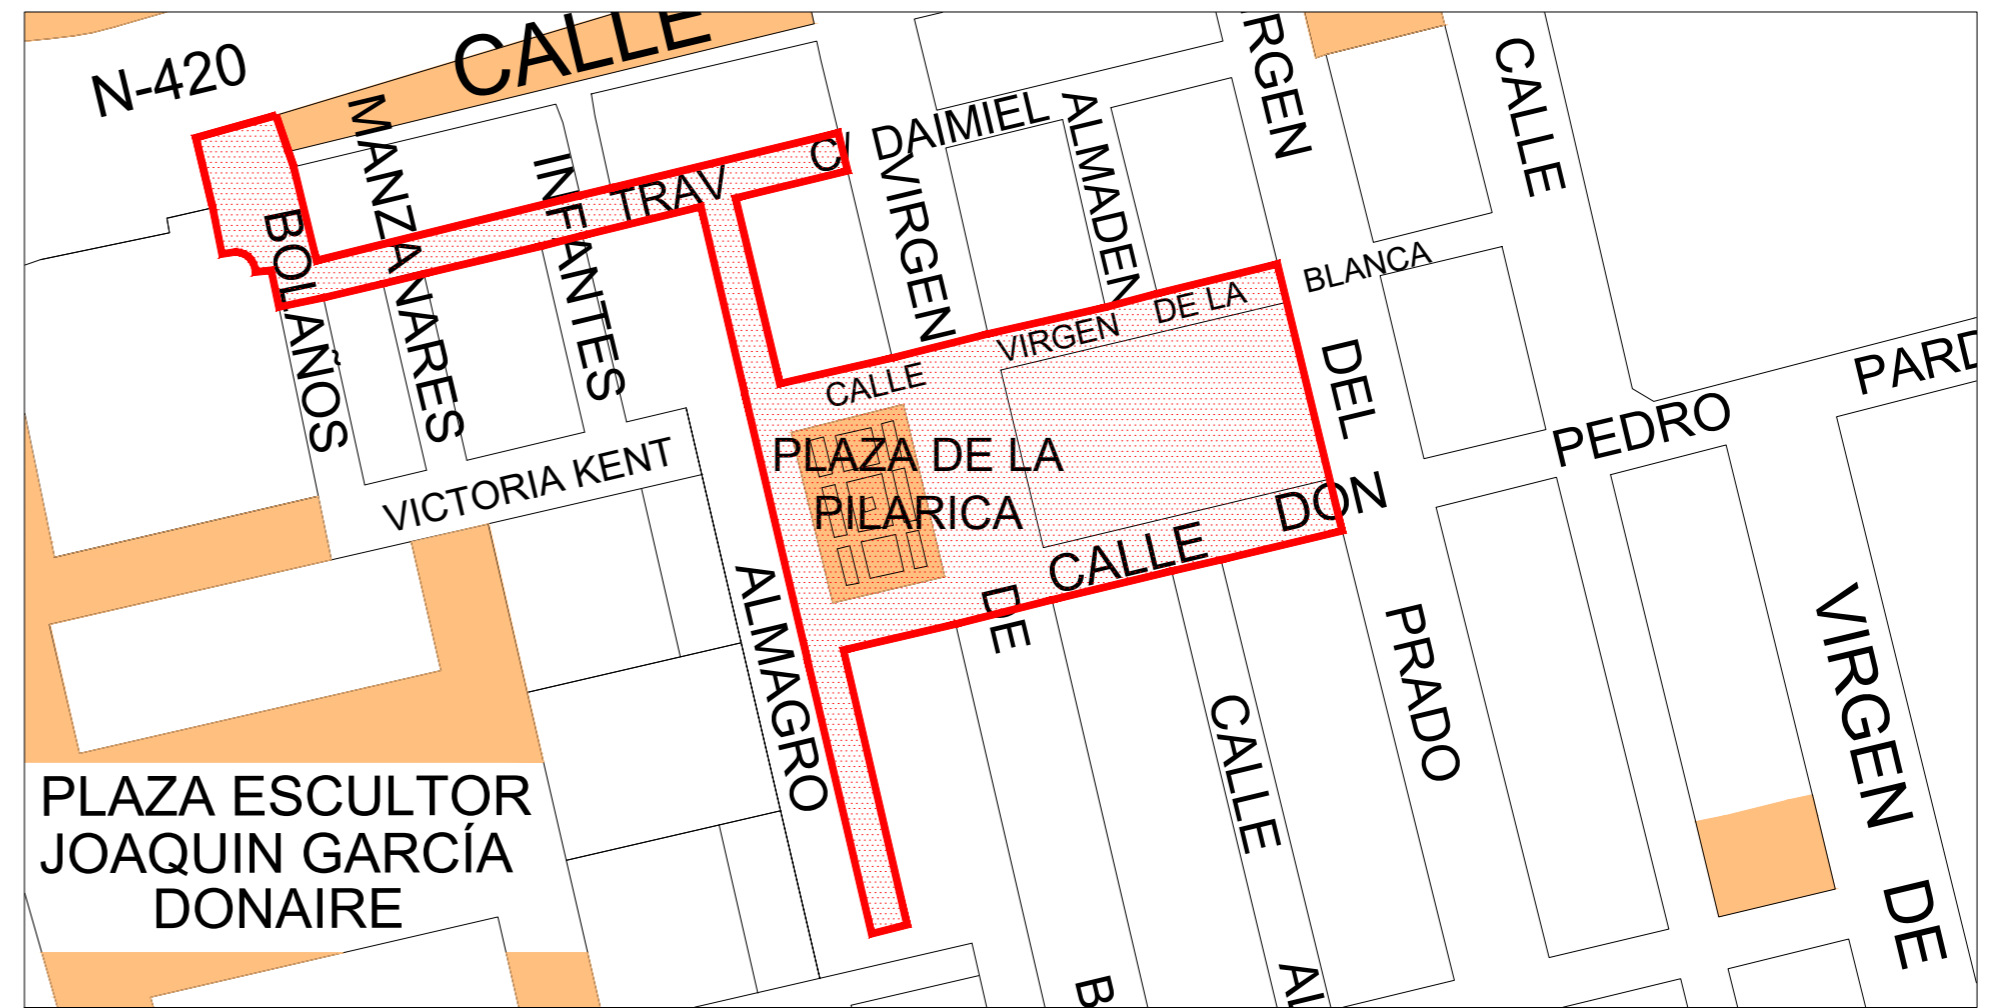 N-420
CALLE
MANZANARES
INFANTES
BOLAÑOS
TRAV
C/ DAIMIEL
VIRGEN
ALMADEN
CALLE
BLANCA
CALLE VIRGEN DE LA
DEL
PEDRO
PARD
PLAZA DE LA
PILARICA
VICTORIA KENT
CALLE DON
DE
ALMAGRO
PRADO
CALLE
VIRGEN DE
PLAZA ESCULTOR
JOAQUIN GARCÍA
DONAIRE
B